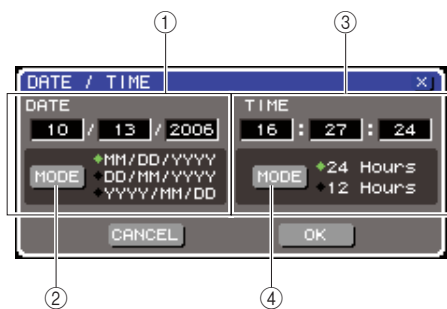 ① ③
DATE / TIME ×
DATE TIME
10 / 13 / 2006 16 : 27 : 24
MODE MM/DD/YYYY MODE 24 Hours
DD/MM/YYYY 12 Hours
YYYY/MM/DD
CANCEL OK
② ④